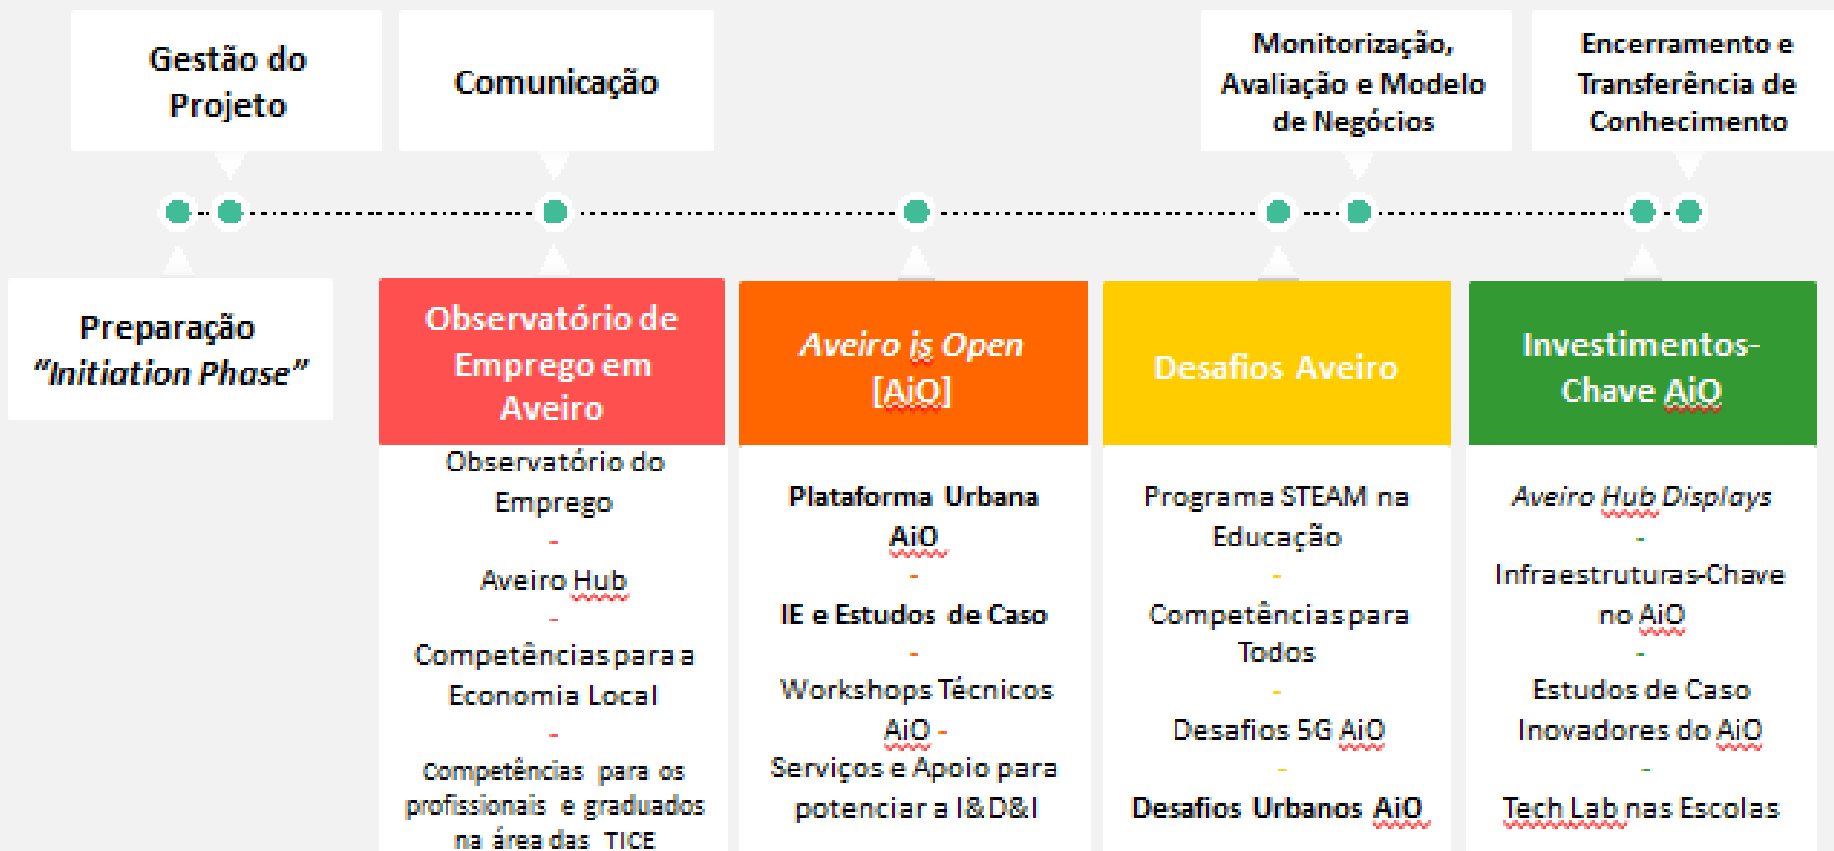 Gestão do
Projeto
Comunicação
Monitorização,
Avaliação e Modelo
de Negócios
Encerramento e
Transferência de
Conhecimento
Preparação
“Initiation Phase”
Observatório de
Emprego em
Aveiro
Observatório do
Emprego
-
Aveiro Hub
-
Competências para a
Economia Local
-
Competências para os
profissionais e graduados
na área das TICE
Aveiro is Open
[AiO]
Plataforma Urbana
AiO
-
IE e Estudos de Caso
-
Workshops Técnicos
AiO -
Serviços e Apoio para
potenciar a I&D&I
Desafios Aveiro
Programa STEAM na
Educação
-
Competências para
Todos
-
Desafios 5G AiO
-
Desafios Urbanos AiO
Investimentos-
Chave AiO
Aveiro Hub Displays
-
Infraestruturas-Chave
no AiO
-
Estudos de Caso
Inovadores do AiO
-
Tech Lab nas Escolas